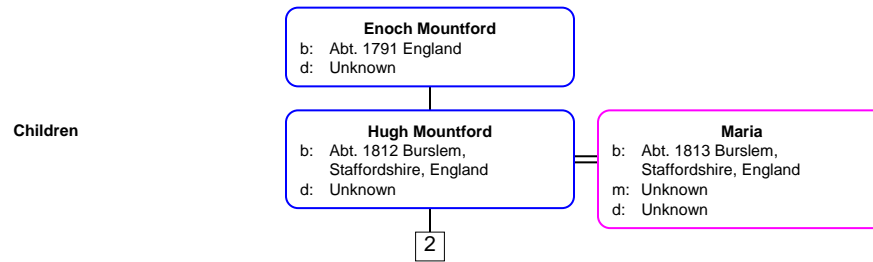 Enoch Mountford
b: Abt. 1791 England
d: Unknown
Children
Hugh Mountford
b: Abt. 1812 Burslem,
Staffordshire, England
d: Unknown
Maria
b: Abt. 1813 Burslem,
Staffordshire, England
m: Unknown
d: Unknown
2